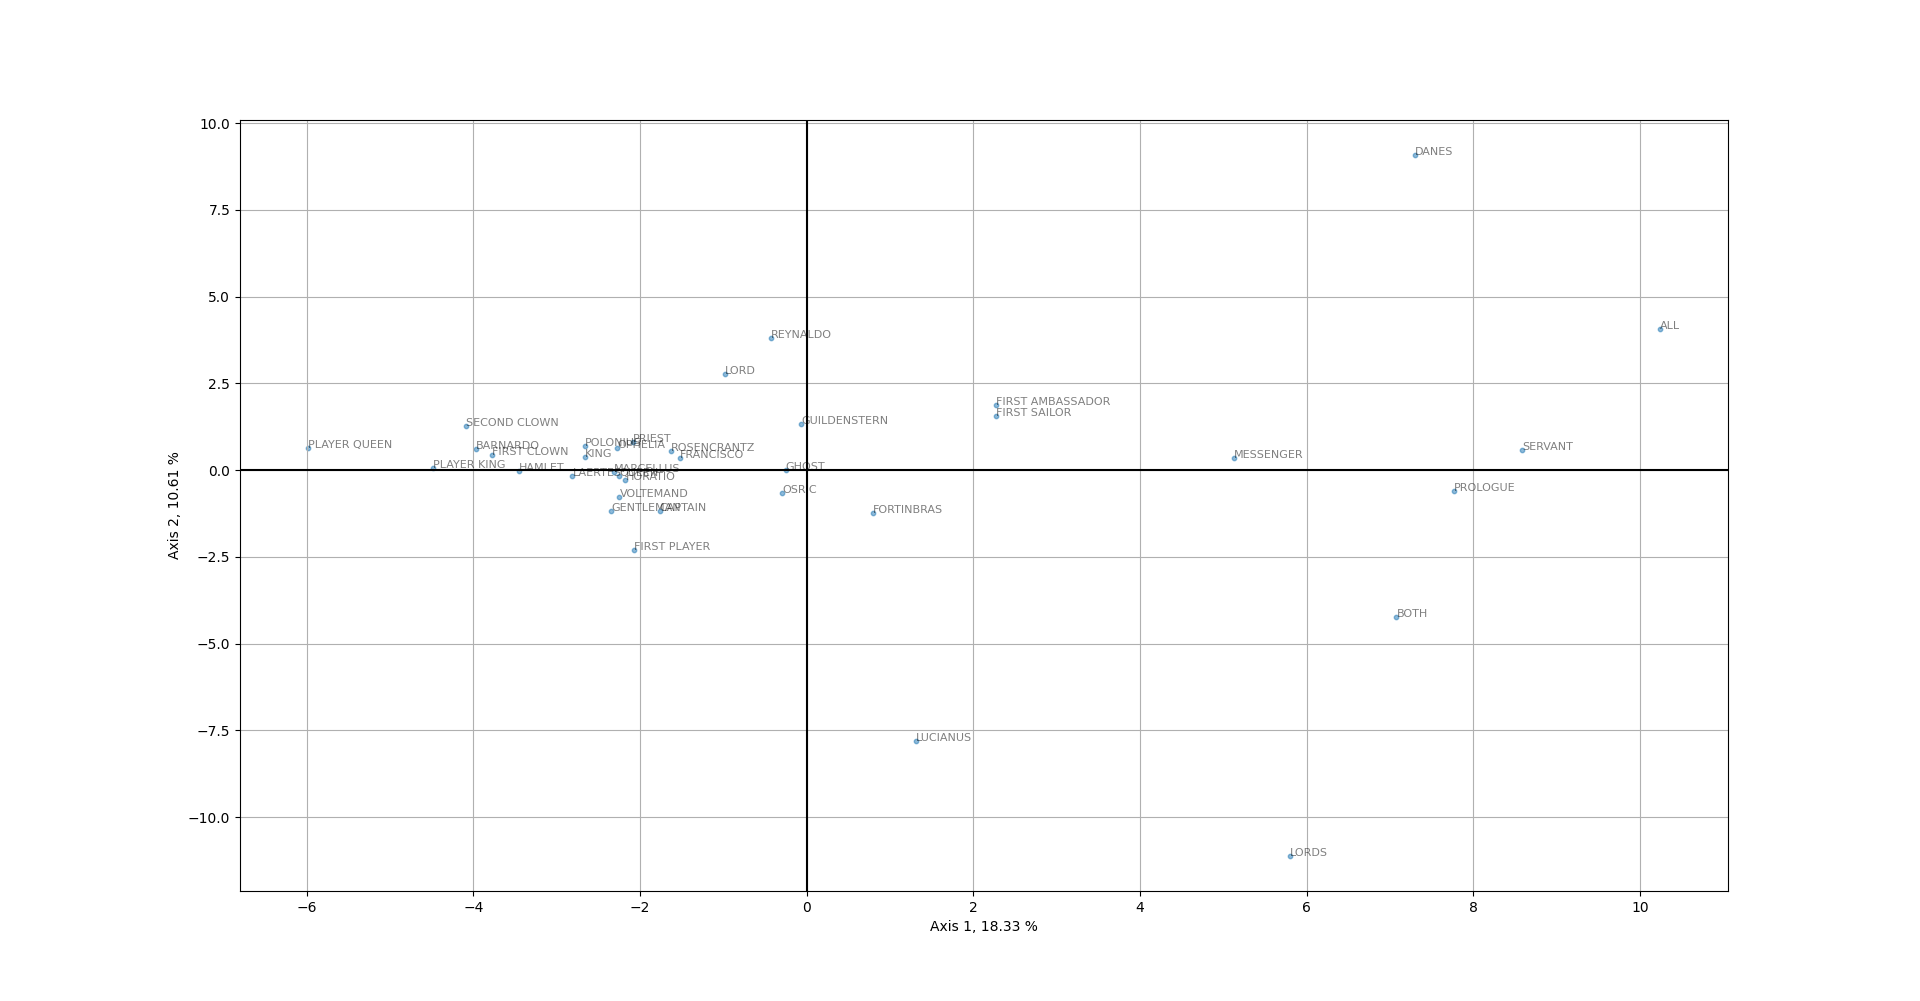 10.0
DANES
7.5
5.0
ALL
REYNALDO
LORD
2.5
FIRST AMBASSADOR
FIRST SAILOR
SECOND CLOWN
GUILDENSTERN
PRIEST
PLAYER QUEEN
BARNARDO
POLONIUS
OPHELIA
ROSENCRANTZ
SERVANT
FIRST CLOWN
KING
FRANCISCO
MESSENGER
PLAYER KING
HAMLET
MARCELLUS
GHOST
0.0
LAERTES
QUEEN
HORATIO
OSRIC
PROLOGUE
VOLTEMAND
GENTLEMAN
CAPTAIN
FORTINBRAS
FIRST PLAYER
−2.5
BOTH
−5.0
−7.5
LUCIANUS
−10.0
LORDS
−6 −4 −2 0 2 4 6 8 10
Axis 1, 18.33 %
Axis 2, 10.61 %